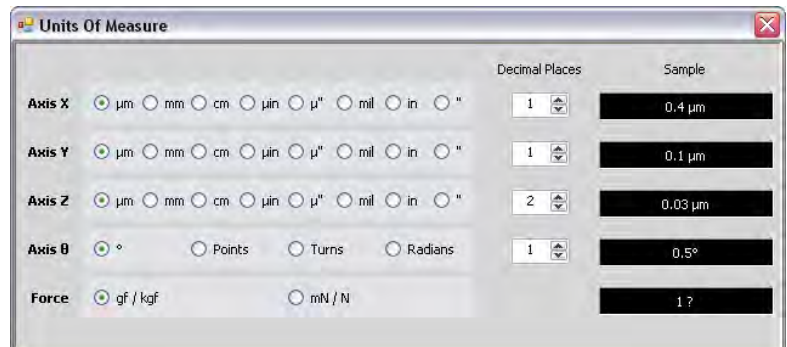 Units Of Measure
Decimal Places Sample
Axis X µm mm cm µin µ" mil in " 1 0.4 µm
Axis Y µm mm cm µin µ" mil in " 1 0.1 µm
Axis Z µm mm cm µin µ" mil in " 2 0.03 µm
Axis θ ° Points Turns Radians 1 0.5°
Force gf / kgf mN / N 1 ?